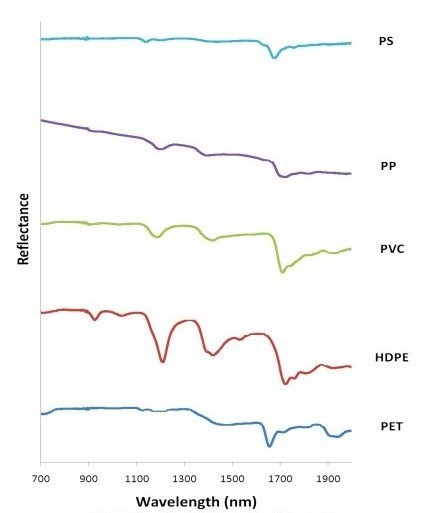 PS
PP
PVC
Reflectance
HDPE
PET
700 900 1100 1300 1500 1700 1900
Wavelength (nm)